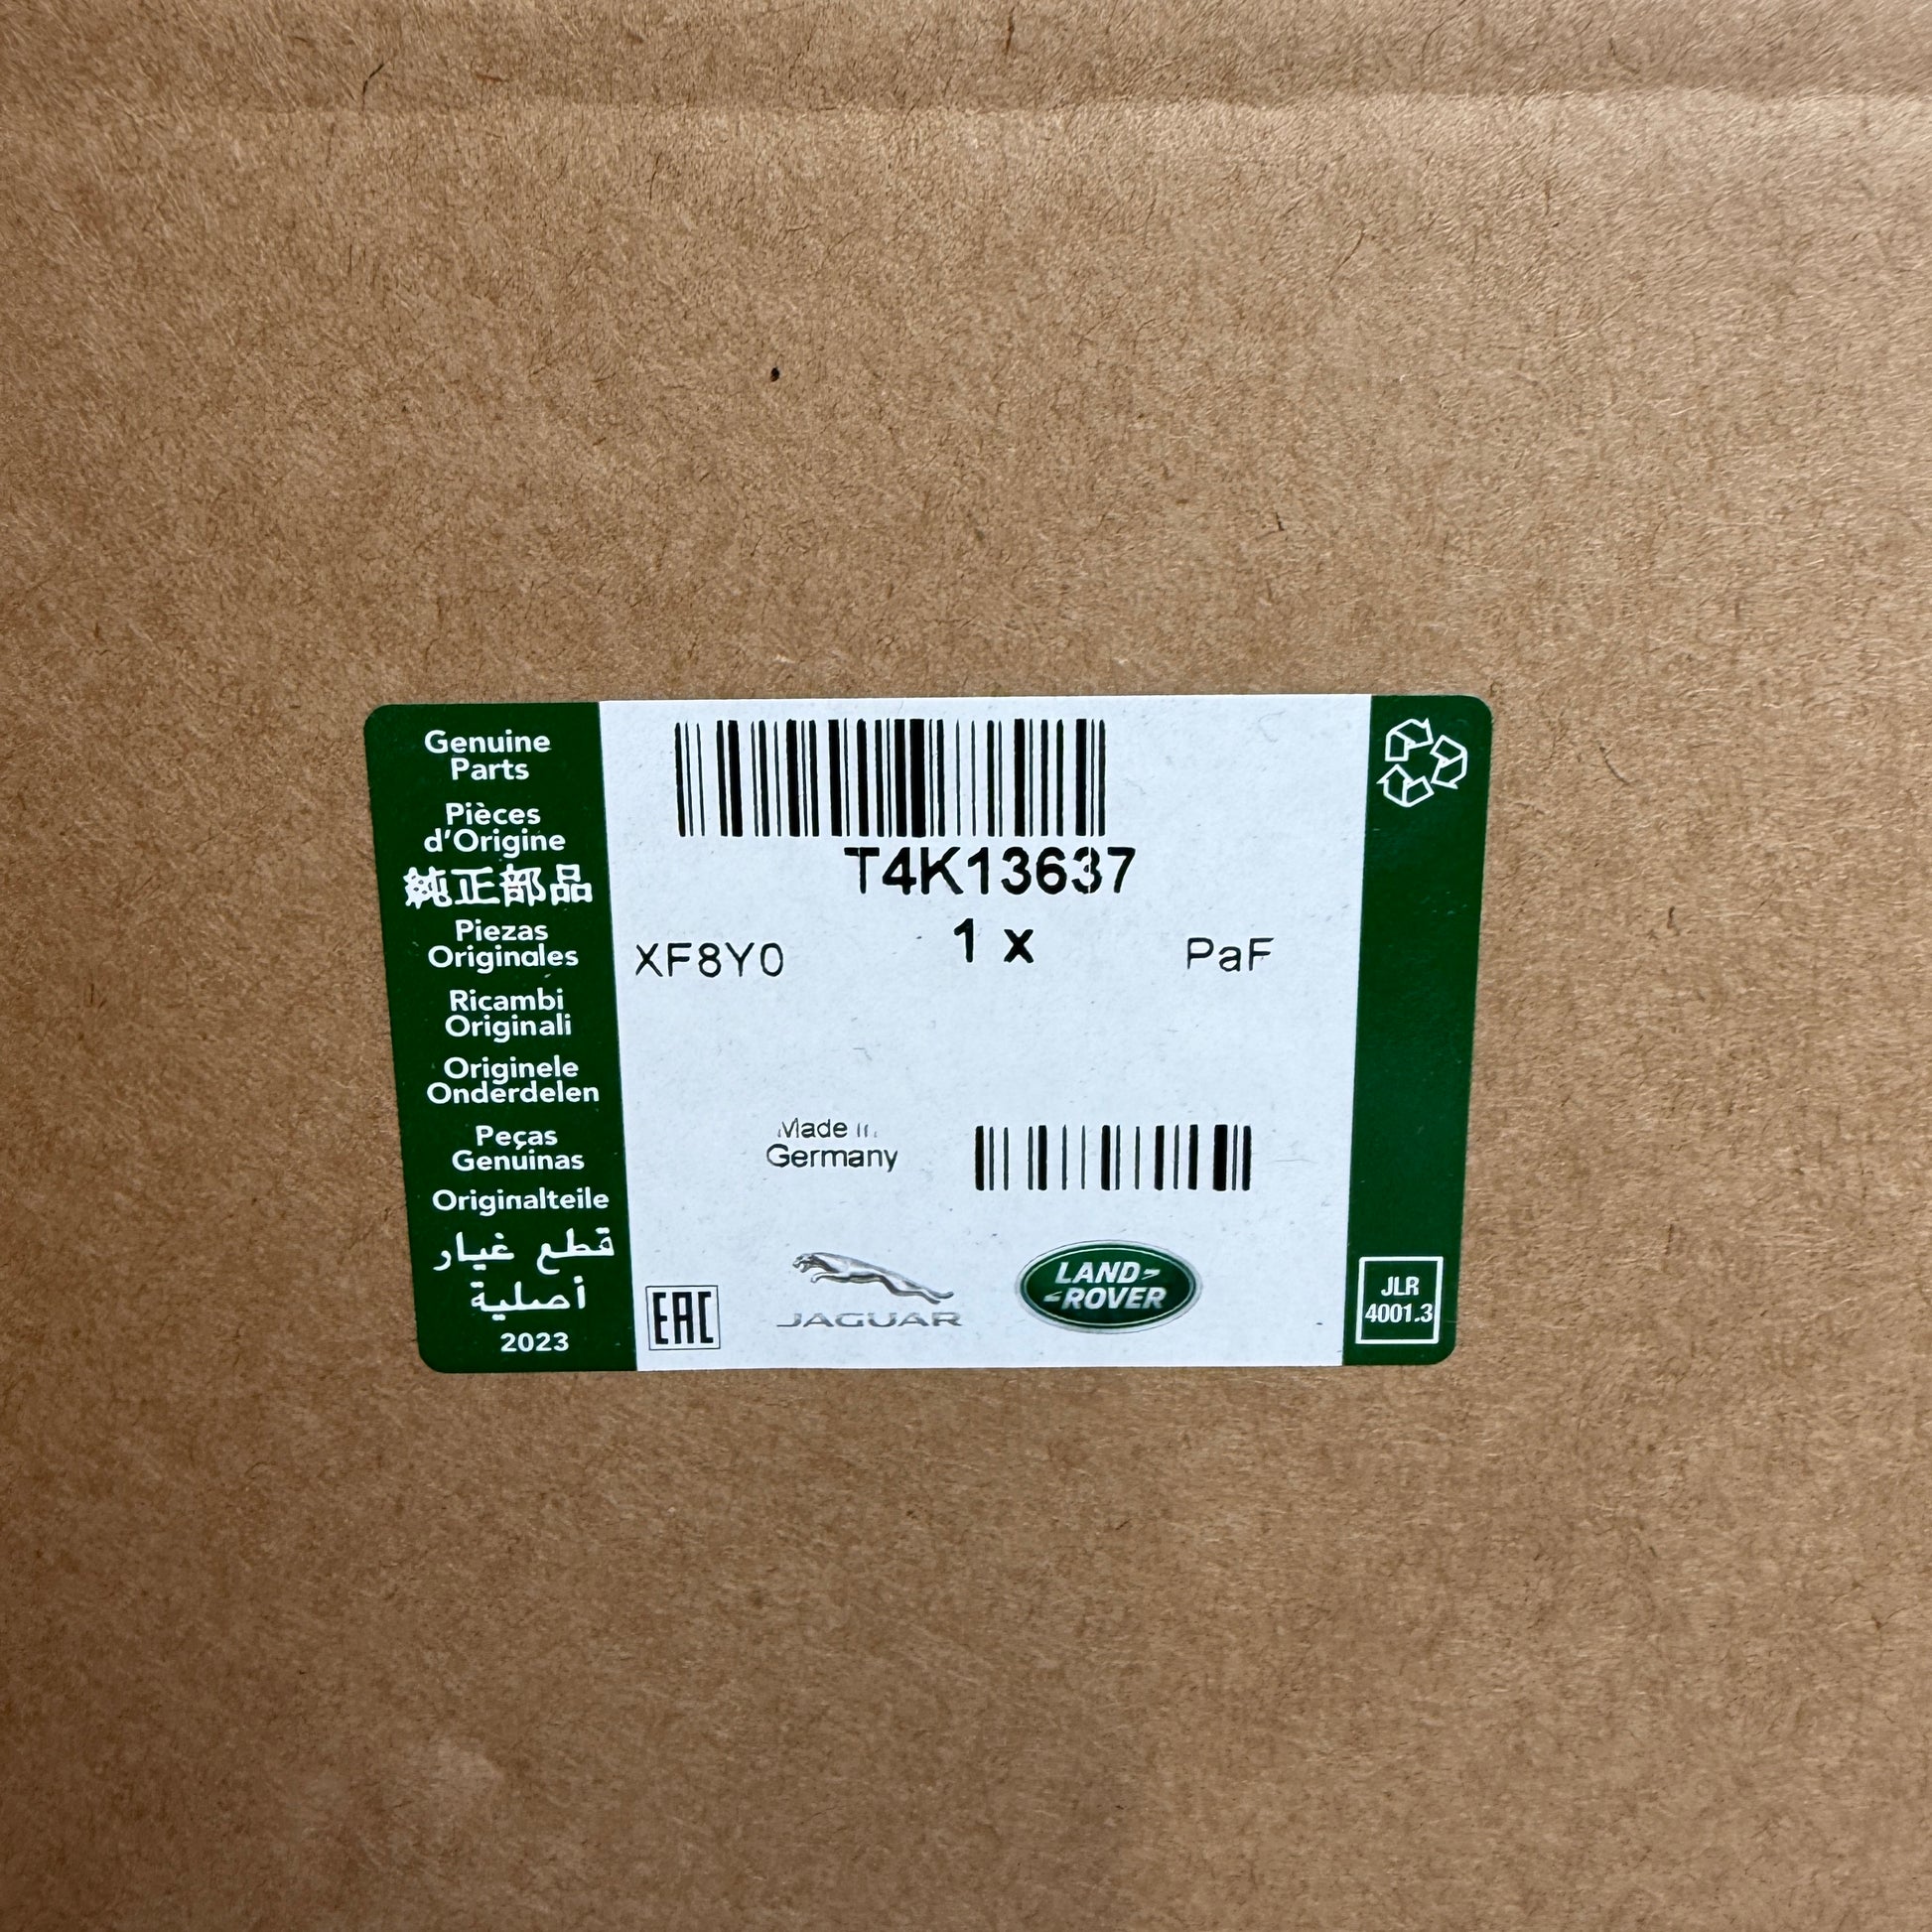 Genuine
Parts
Pièces
d'Origine
純正部品
Piezas
Originales
Ricambi
Originali
Originele
Onderdelen
Peças
Genuinas
Originalteile
قطع غيار
أصلية
2023
T4K13637
XF8Y0 1 x PaF
Made in
Germany
EAC
JAGUAR
LAND
ROVER
JLR
4001.3